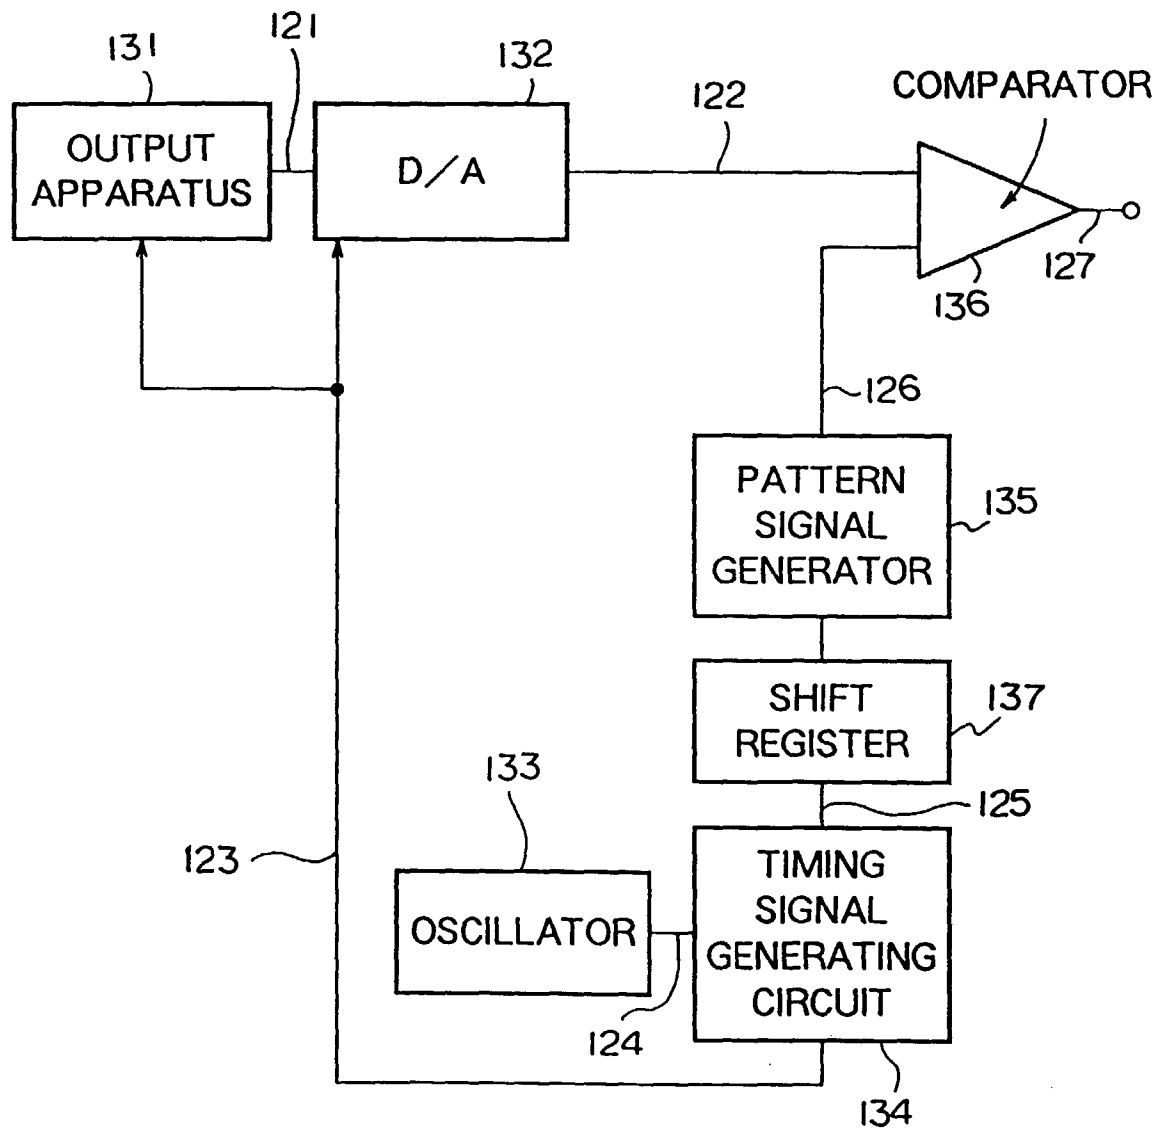 131
121
132
122
COMPARATOR
OUTPUT
APPARATUS
D/A
136
127
126
PATTERN
SIGNAL
GENERATOR
135
SHIFT
REGISTER
137
133
125
123
OSCILLATOR
TIMING
SIGNAL
GENERATING
CIRCUIT
124
134